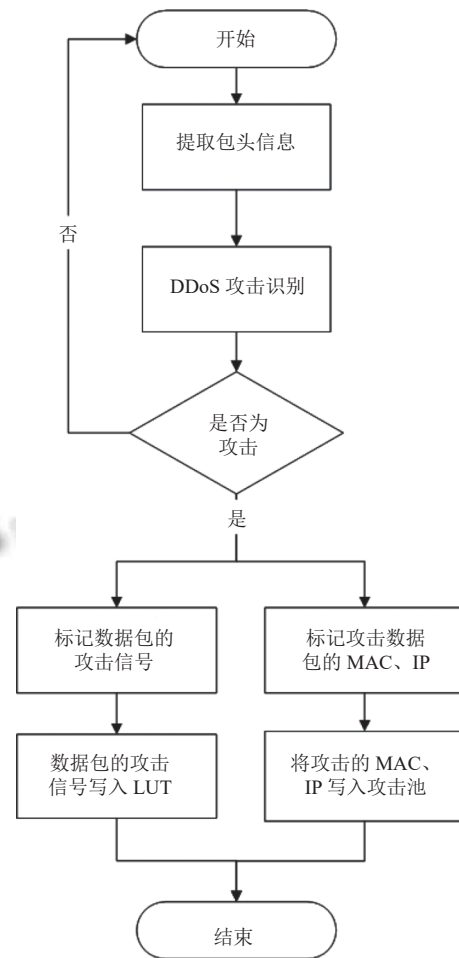 开始
提取包头信息
否
DDoS 攻击识别
是否为
攻击
是
标记数据包的
攻击信号
标记攻击数据
包的 MAC、IP
数据包的攻击
信号写入 LUT
将攻击的 MAC、
IP 写入攻击池
结束